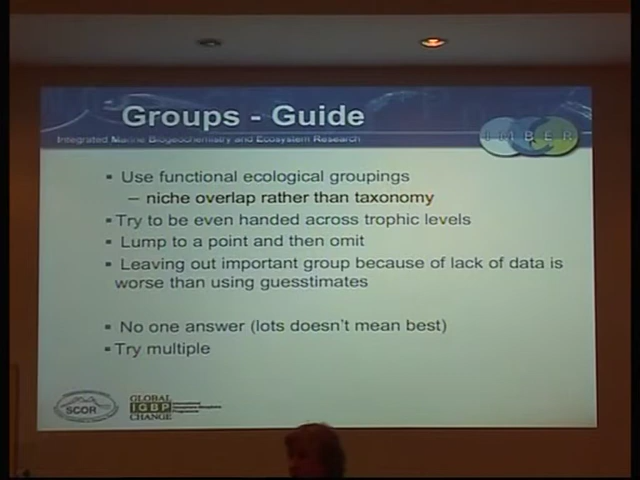 Groups - Guide
Integrated Marine Biogeochemistry and Ecosystem Research
IMBER
▪ Use functional ecological groupings
– niche overlap rather than taxonomy
▪ Try to be even handed across trophic levels
▪ Lump to a point and then omit
▪ Leaving out important group because of lack of data is
worse than using guesstimates
▪ No one answer (lots doesn't mean best)
▪ Try multiple
SCOR
GLOBAL
IGBP
CHANGE